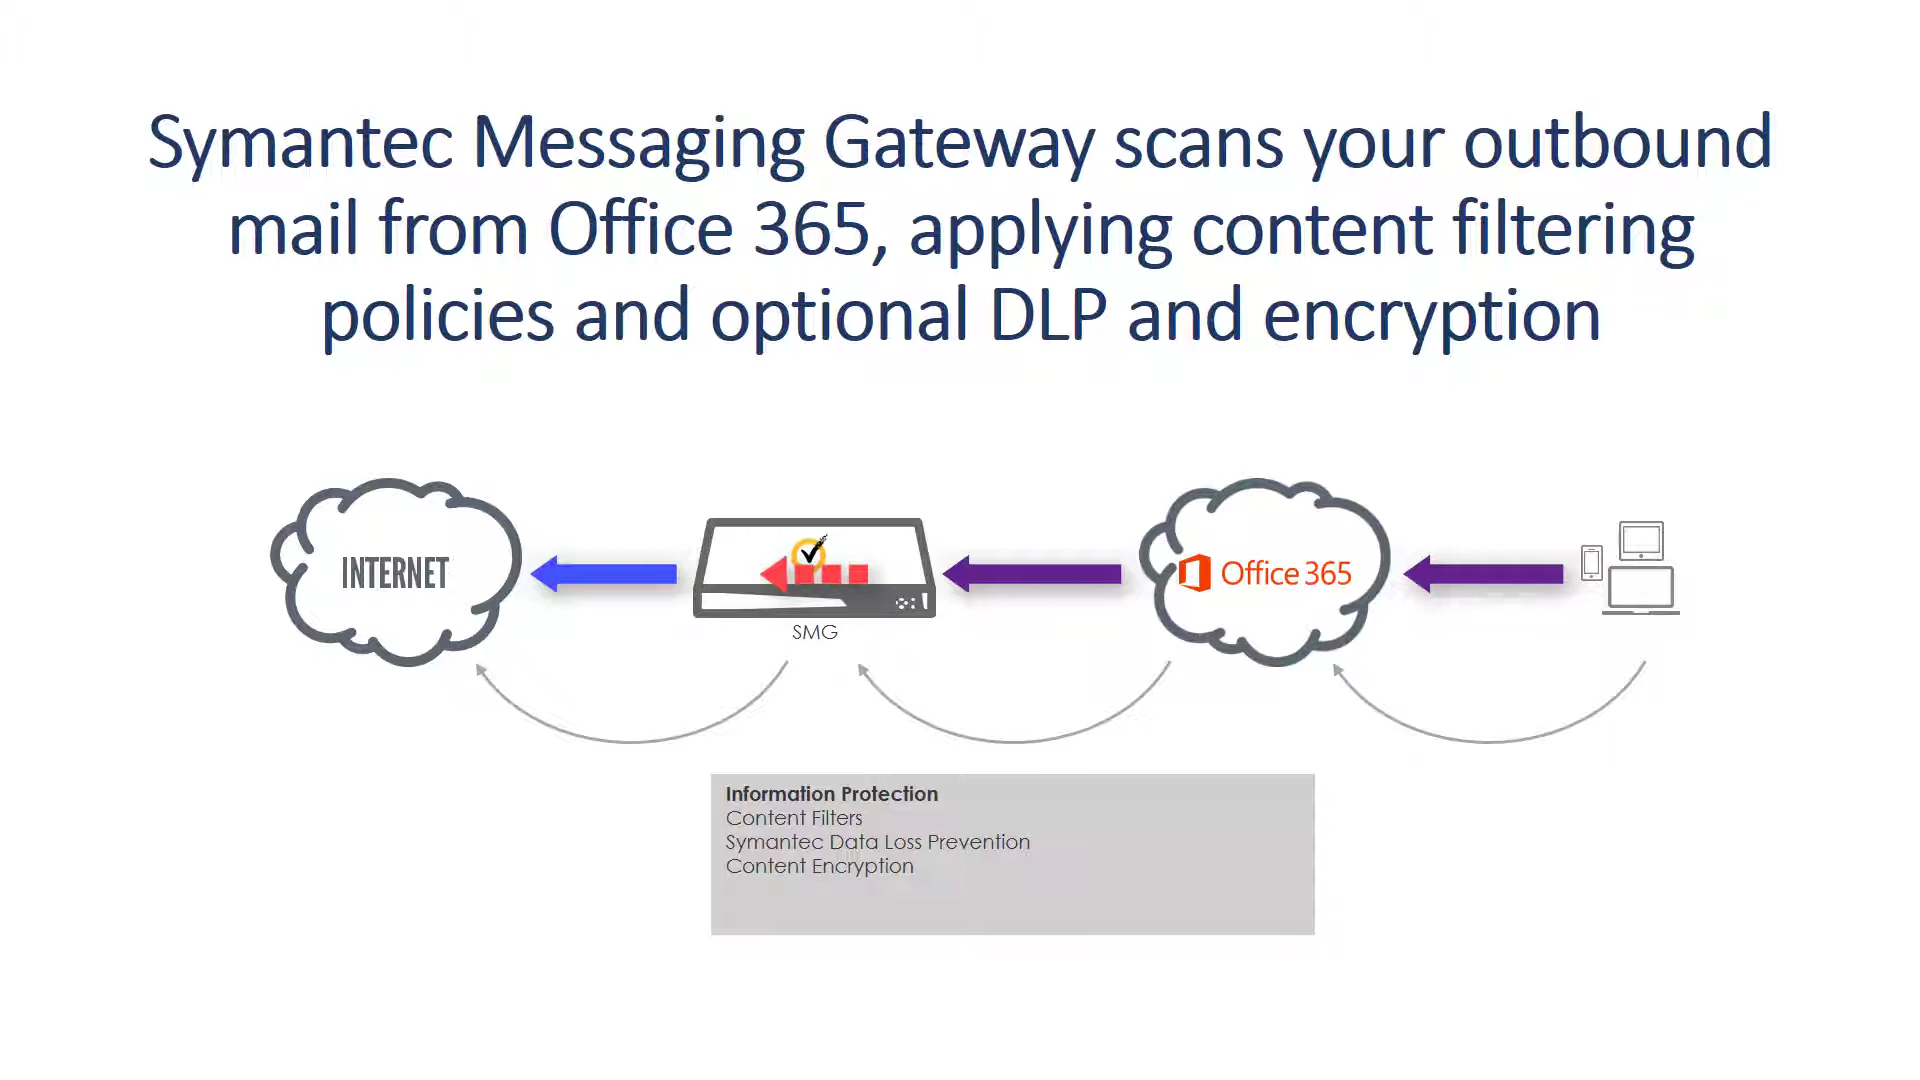 Symantec Messaging Gateway scans your outbound
mail from Office 365, applying content filtering
policies and optional DLP and encryption
INTERNET
SMG
Office 365
Information Protection
Content Filters
Symantec Data Loss Prevention
Content Encryption